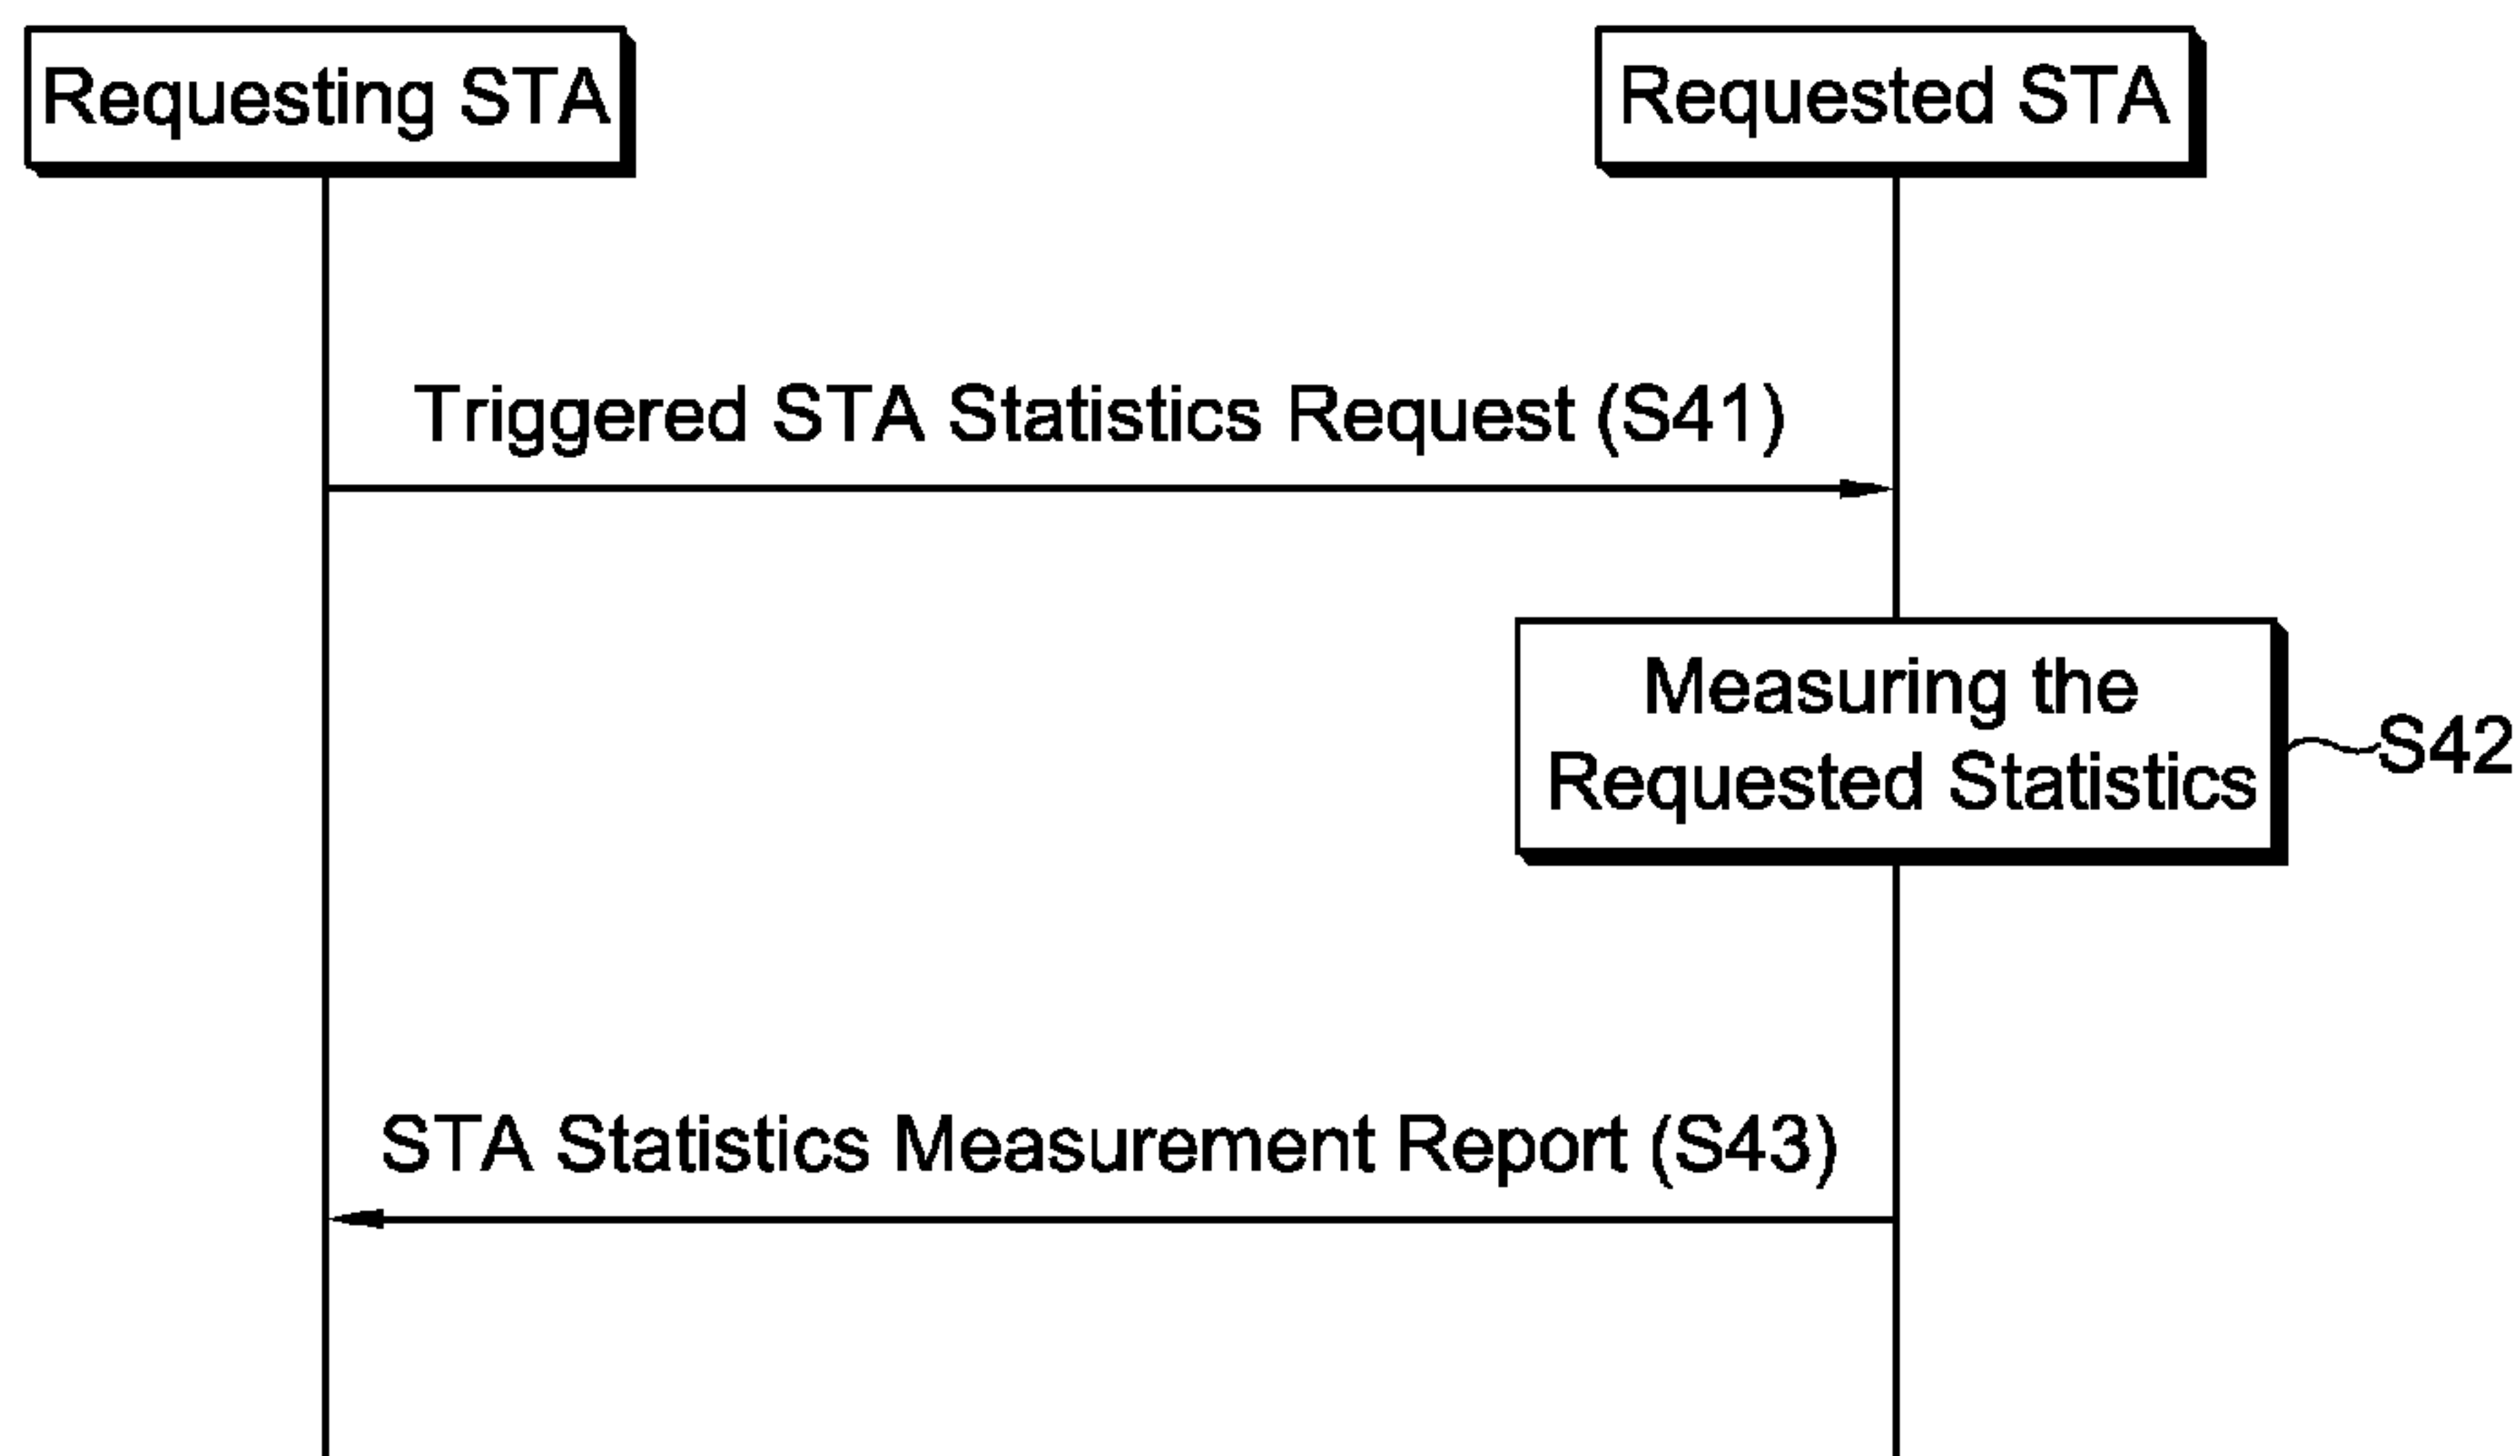 Requesting STA
Requested STA
Triggered STA Statistics Request (S41)
Measuring the
Requested Statistics
S42
STA Statistics Measurement Report (S43)